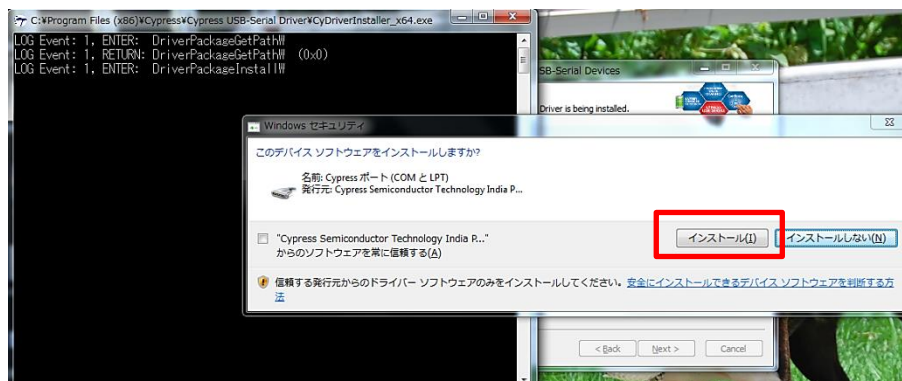 C:¥Program Files (x86)¥Cypress¥Cypress USB-Serial Driver¥CyDriverInstaller_x64.exe
LOG Event: 1, ENTER: DriverPackageGetPathW
LOG Event: 1, RETURN: DriverPackageGetPathW (0x0)
LOG Event: 1, ENTER: DriverPackageInstallW
SB-Serial Devices
Driver is being installed.
Windows セキュリティ
このデバイス ソフトウェアをインストールしますか?
名前: Cypress ポート (COM と LPT)
発行元: Cypress Semiconductor Technology India P...
"Cypress Semiconductor Technology India P..."
からのソフトウェアを常に信頼する(A)
インストール(I)
インストールしない(N)
信頼する発行元からのドライバー ソフトウェアのみをインストールしてください。安全にインストールできるデバイス ソフトウェアを判断する方
法
< Back
Next >
Cancel